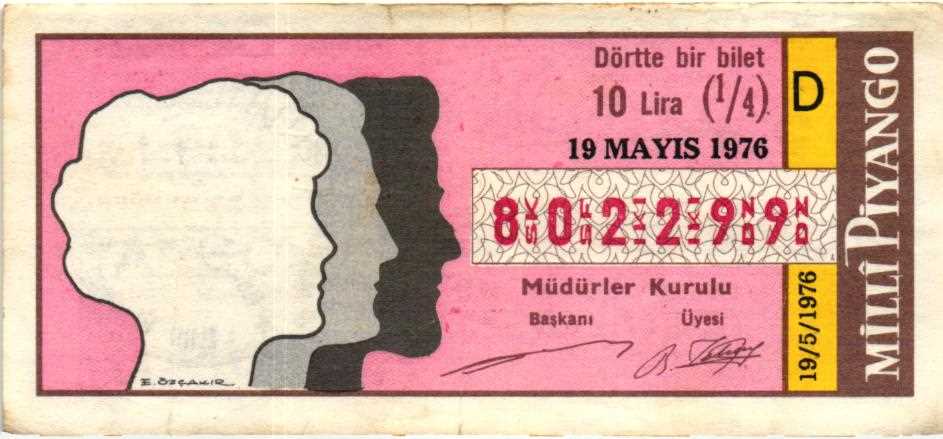 Dörtte bir bilet
10 Lira (1/4)
D
19 MAYIS 1976
802299
Müdürler Kurulu
Başkanı Üyesi
E. ÖZÇAKIR
19/5/1976
MİLLÎ PİYANGO